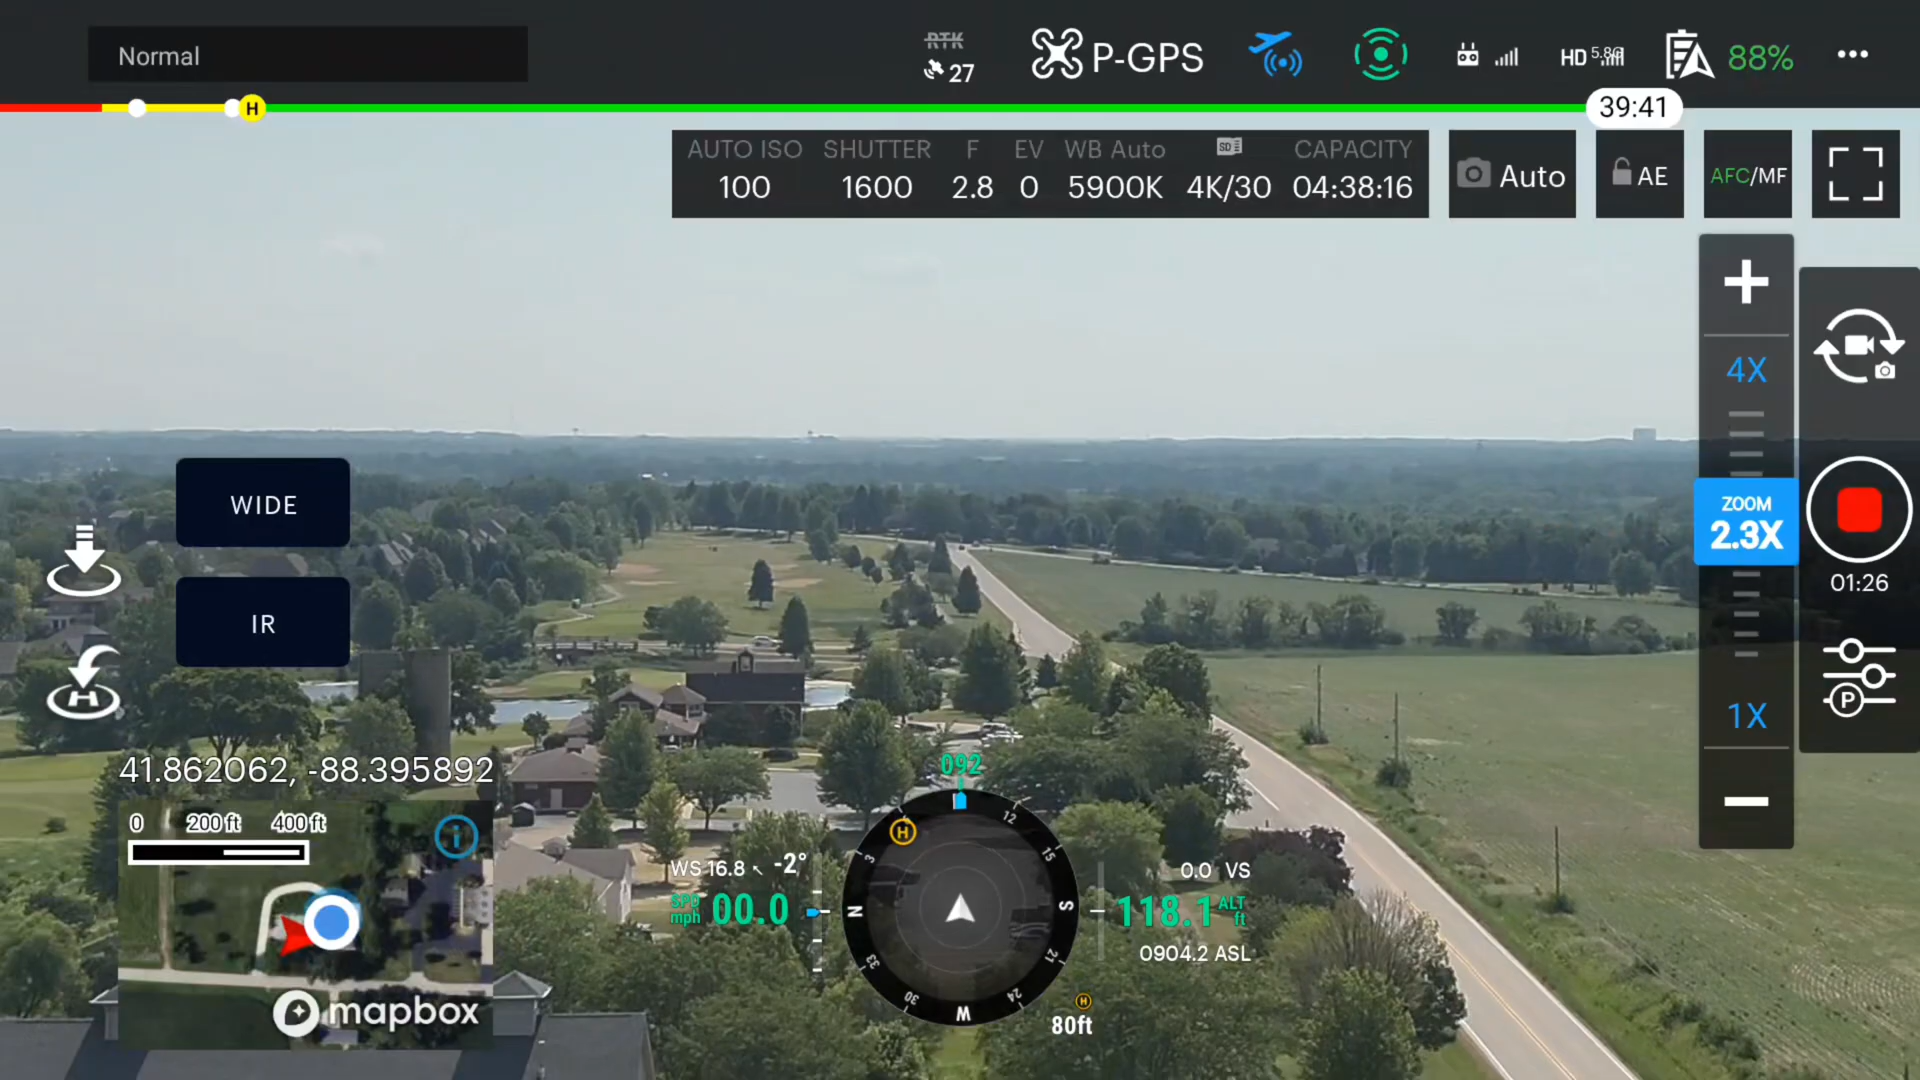 Normal
RTK
27
P-GPS
HD 5.8G
88%
H
39:41
AUTO ISO SHUTTER F EV WB Auto SD CAPACITY
100 1600 2.8 0 5900K 4K/30 04:38:16
Auto
AE
AFC/MF
4X
ZOOM
2.3X
1X
01:26
P
WIDE
IR
H
41.862062, -88.395892
0 200 ft 400 ft
i
mapbox
092
H
12
3
15
N
S
33
21
30
24
W
WS 16.8 -2°
SPD
mph 00.0
0.0 VS
118.1 ALT
ft
0904.2 ASL
H
80ft